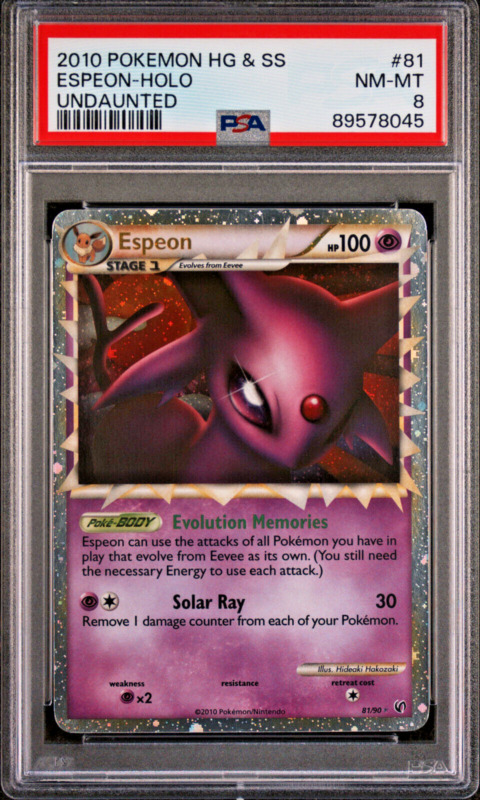 2010 POKEMON HG & SS #81
ESPEON-HOLO NM-MT
UNDAUNTED 8
PSA 89578045
Espeon HP100
STAGE 1 Evolves from Eevee
Poké-BODY Evolution Memories
Espeon can use the attacks of all Pokémon you have in
play that evolve from Eevee as its own. (You still need
the necessary Energy to use each attack.)
Solar Ray 30
Remove 1 damage counter from each of your Pokémon.
Illus. Hideaki Hakozaki
weakness resistance retreat cost
×2
©2010 Pokémon/Nintendo 81/90
PSA